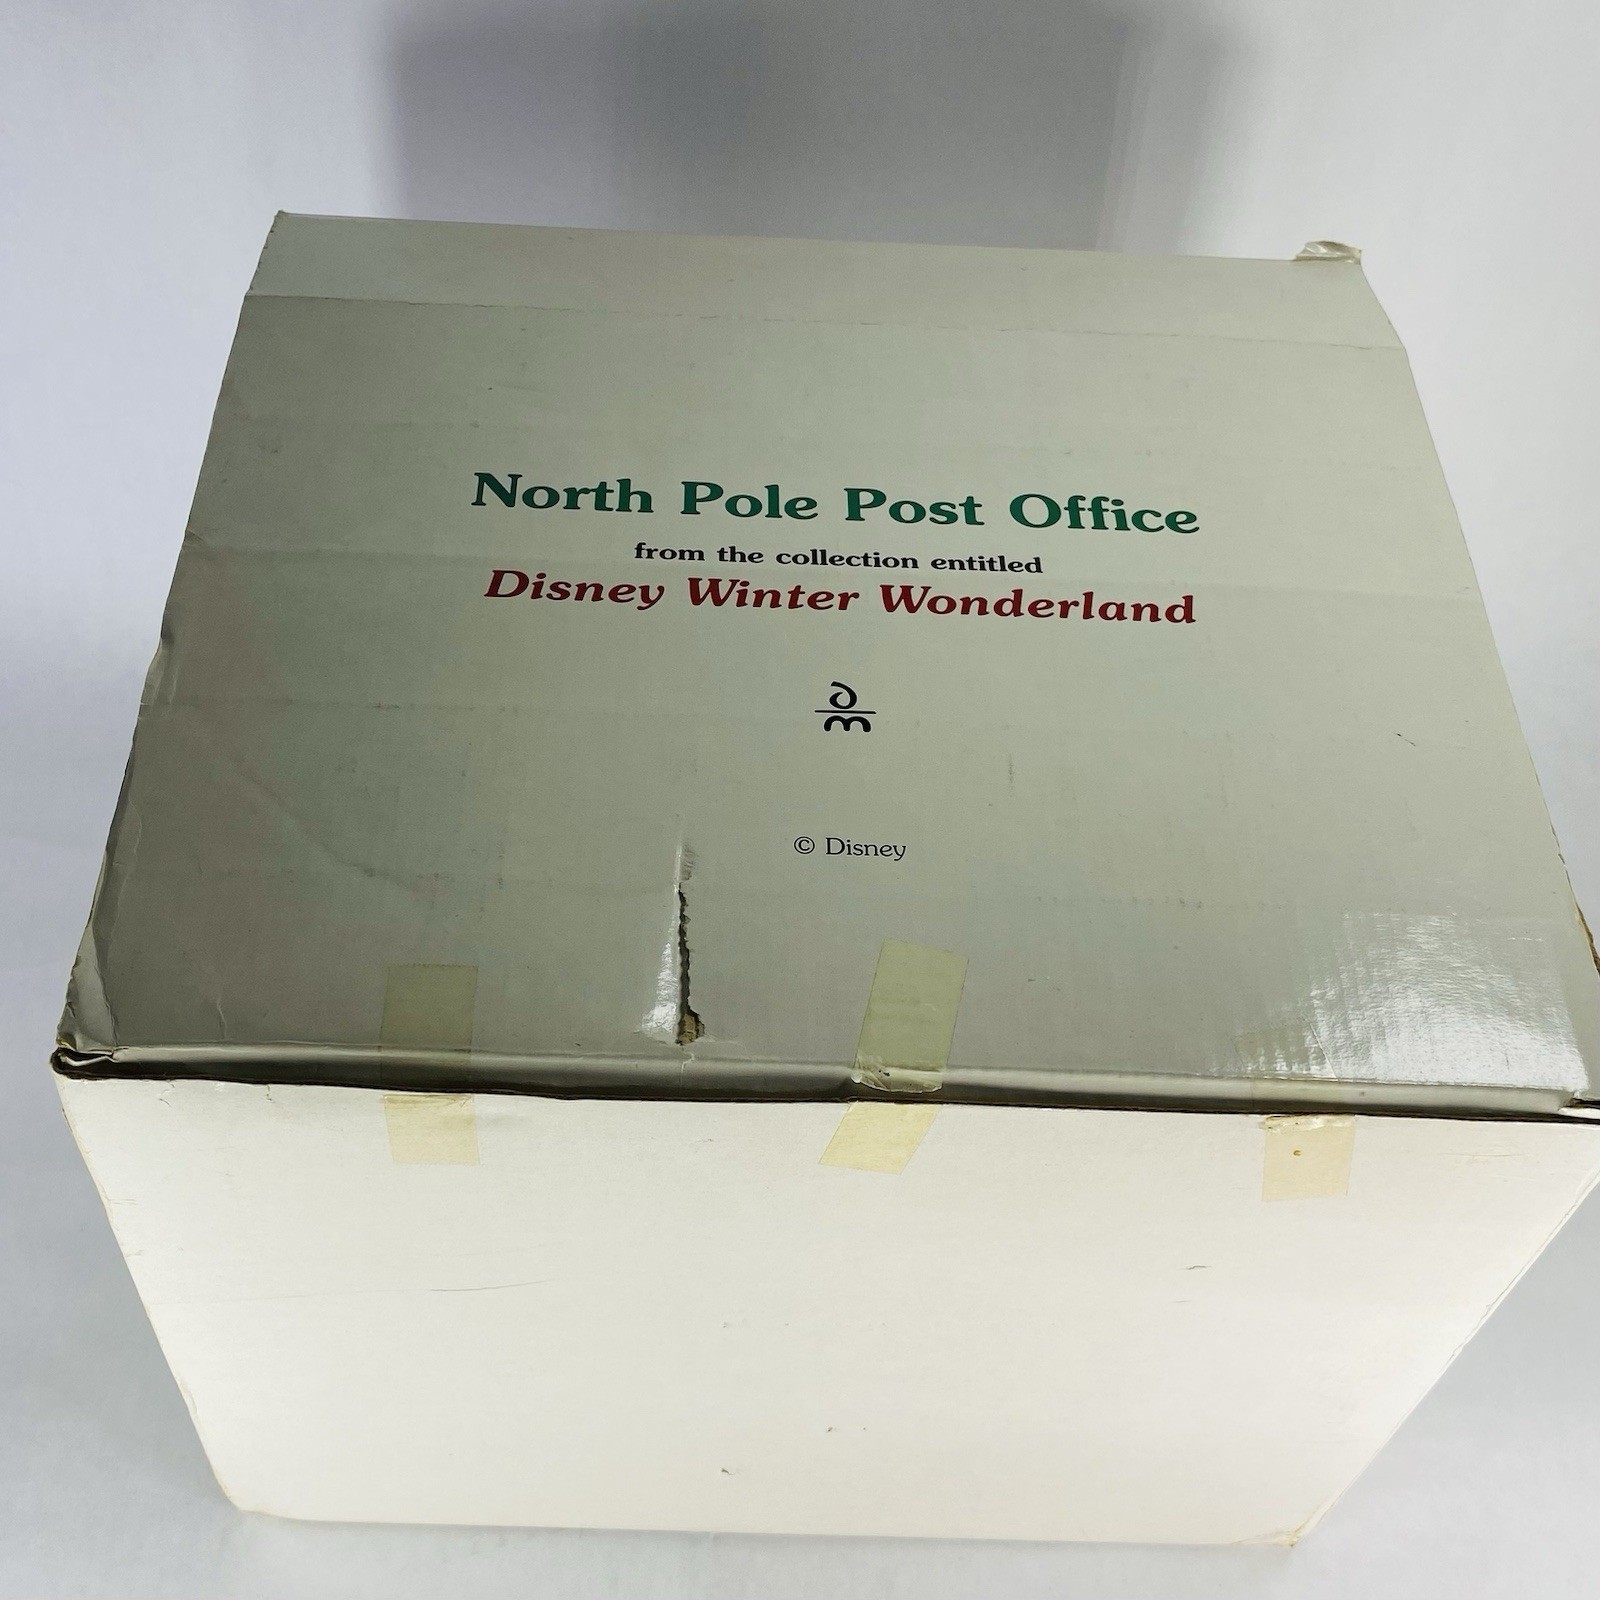 North Pole Post Office
from the collection entitled
Disney Winter Wonderland
© Disney